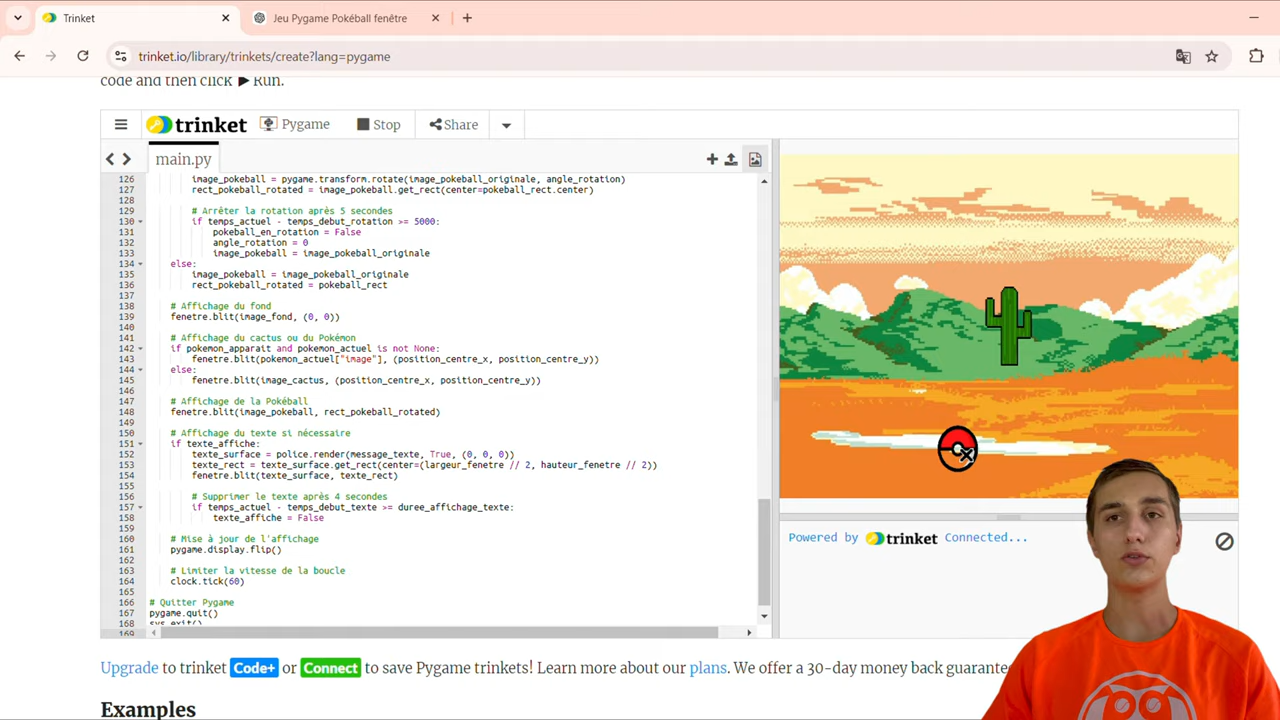 Trinket
Jeu Pygame Pokéball fenêtre
trinket.io/library/trinkets/create?lang=pygame
code and then click ▶ Run.
trinket
Pygame
Stop
Share
main.py
126 image_pokeball = pygame.transform.rotate(image_pokeball_originale, angle_rotation)
127 rect_pokeball_rotated = image_pokeball.get_rect(center=pokeball_rect.center)
128
129 # Arrêter la rotation après 5 secondes
130 if temps_actuel - temps_debut_rotation >= 5000:
131 pokeball_en_rotation = False
132 angle_rotation = 0
133 image_pokeball = image_pokeball_originale
134 else:
135 image_pokeball = image_pokeball_originale
136 rect_pokeball_rotated = pokeball_rect
137
138 # Affichage du fond
139 fenetre.blit(image_fond, (0, 0))
140
141 # Affichage du cactus ou du Pokémon
142 if pokemon_apparait and pokemon_actuel is not None:
143 fenetre.blit(pokemon_actuel["image"], (position_centre_x, position_centre_y))
144 else:
145 fenetre.blit(image_cactus, (position_centre_x, position_centre_y))
146
147 # Affichage de la Pokéball
148 fenetre.blit(image_pokeball, rect_pokeball_rotated)
149
150 # Affichage du texte si nécessaire
151 if texte_affiche:
152 texte_surface = police.render(message_texte, True, (0, 0, 0))
153 texte_rect = texte_surface.get_rect(center=(largeur_fenetre // 2, hauteur_fenetre // 2))
154 fenetre.blit(texte_surface, texte_rect)
155
156 # Supprimer le texte après 4 secondes
157 if temps_actuel - temps_debut_texte >= duree_affichage_texte:
158 texte_affiche = False
159
160 # Mise à jour de l'affichage
161 pygame.display.flip()
162
163 # Limiter la vitesse de la boucle
164 clock.tick(60)
165
166 # Quitter Pygame
167 pygame.quit()
168 sys.exit()
169
Powered by trinket Connected...
Upgrade to trinket Code+ or Connect to save Pygame trinkets! Learn more about our plans. We offer a 30-day money back
Examples